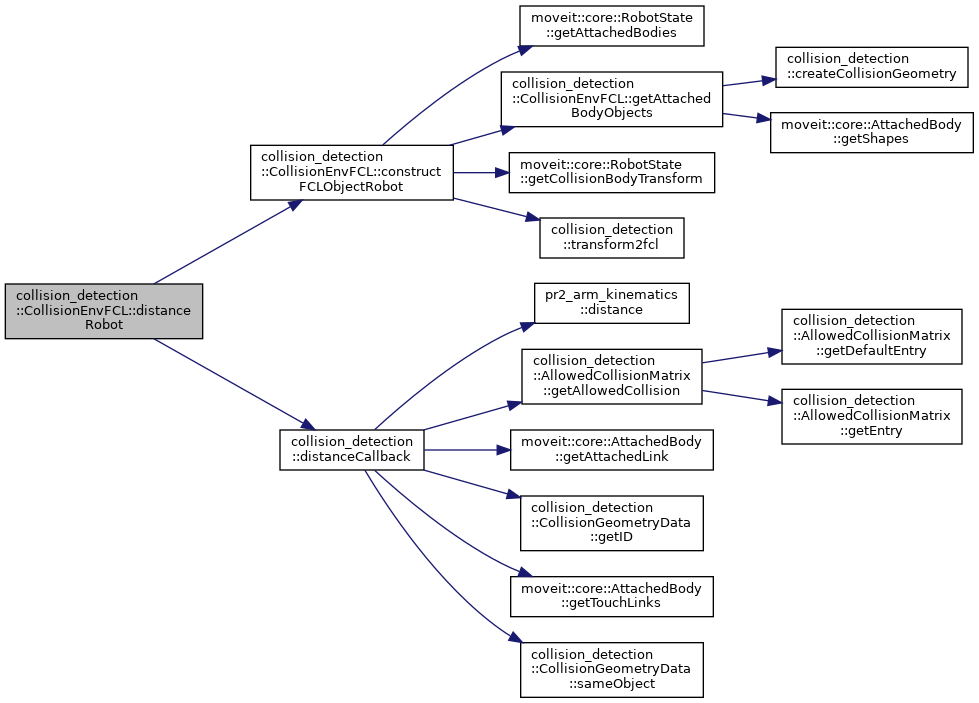 moveit::core::RobotState
::getAttachedBodies
collision_detection
::CollisionEnvFCL::getAttached
BodyObjects
collision_detection
::createCollisionGeometry
moveit::core::AttachedBody
::getShapes
collision_detection
::CollisionEnvFCL::construct
FCLObjectRobot
moveit::core::RobotState
::getCollisionBodyTransform
collision_detection
::transform2fcl
collision_detection
::CollisionEnvFCL::distance
Robot
pr2_arm_kinematics
::distance
collision_detection
::AllowedCollisionMatrix
::getAllowedCollision
collision_detection
::AllowedCollisionMatrix
::getDefaultEntry
collision_detection
::AllowedCollisionMatrix
::getEntry
collision_detection
::distanceCallback
moveit::core::AttachedBody
::getAttachedLink
collision_detection
::CollisionGeometryData
::getID
moveit::core::AttachedBody
::getTouchLinks
collision_detection
::CollisionGeometryData
::sameObject